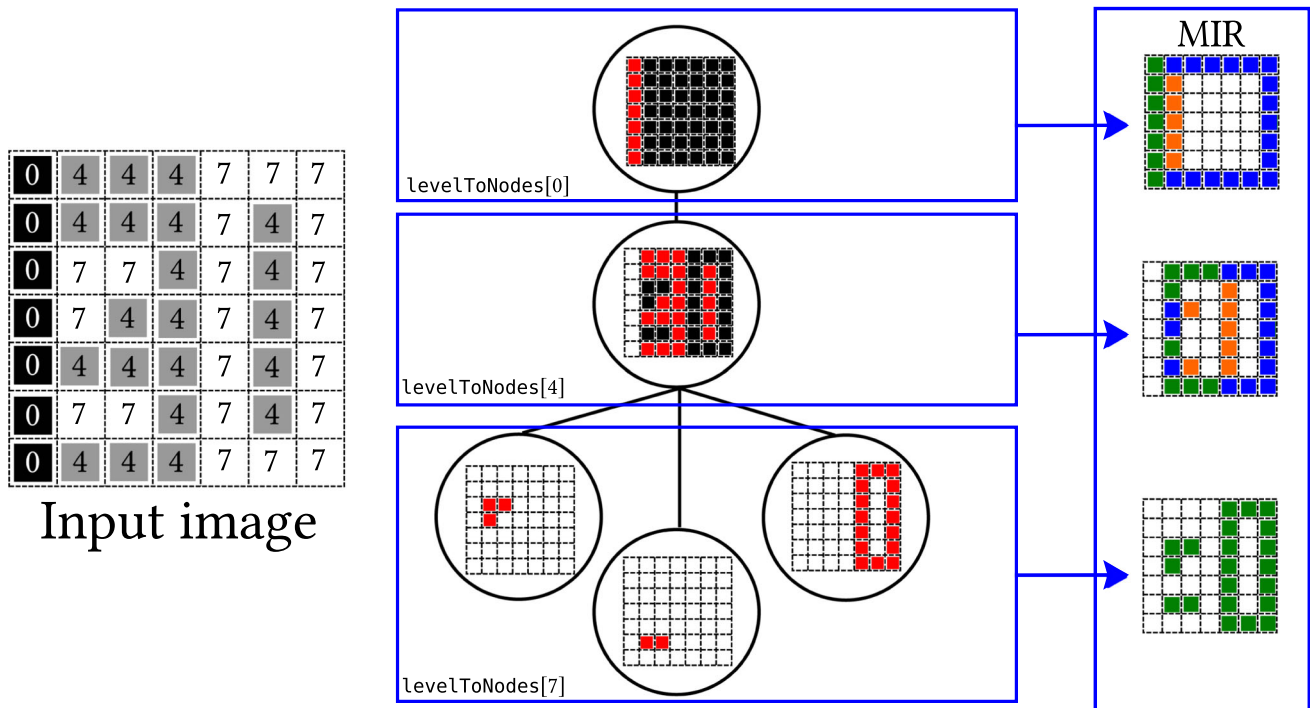 0 4 4 4 7 7 7
0 4 4 4 7 4 7
0 7 7 4 7 4 7
0 7 4 4 7 4 7
0 4 4 4 7 4 7
0 7 7 4 7 4 7
0 4 4 4 7 7 7
Input image
levelToNodes[0]
levelToNodes[4]
levelToNodes[7]
MIR